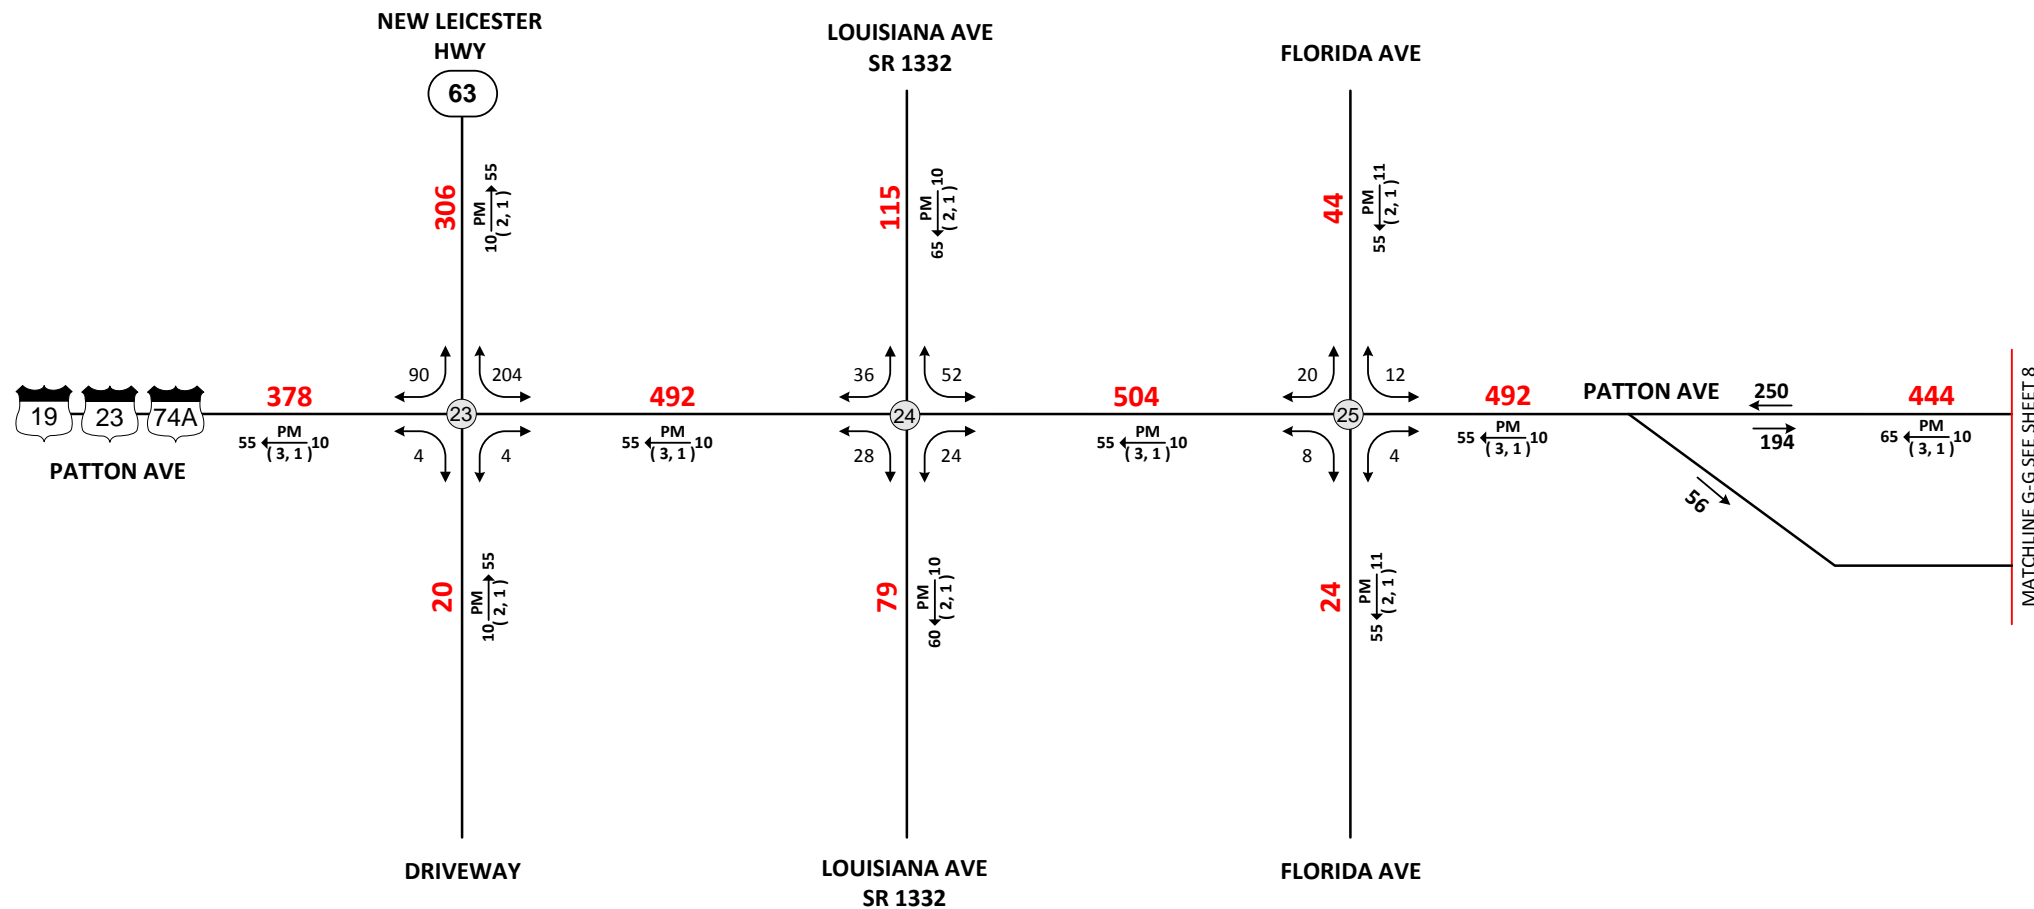 NEW LEICESTER
HWY
63
LOUISIANA AVE
SR 1332
FLORIDA AVE
306
10 PM 55
( 2, 1 )
115
65 PM 10
( 2, 1 )
44
55 PM 11
( 2, 1 )
90
204
36
52
20
12
19
23
74A
378
23
492
24
504
25
492
PATTON AVE
250
194
444
55 PM 10
( 3, 1 )
55 PM 10
( 3, 1 )
55 PM 10
( 3, 1 )
55 PM 10
( 3, 1 )
65 PM 10
( 3, 1 )
PATTON AVE
4
4
28
24
8
4
56
MATCHLINE G-G SEE SHEET 8
20
10 PM 55
( 2, 1 )
79
60 PM 10
( 2, 1 )
24
55 PM 11
( 2, 1 )
DRIVEWAY
LOUISIANA AVE
SR 1332
FLORIDA AVE